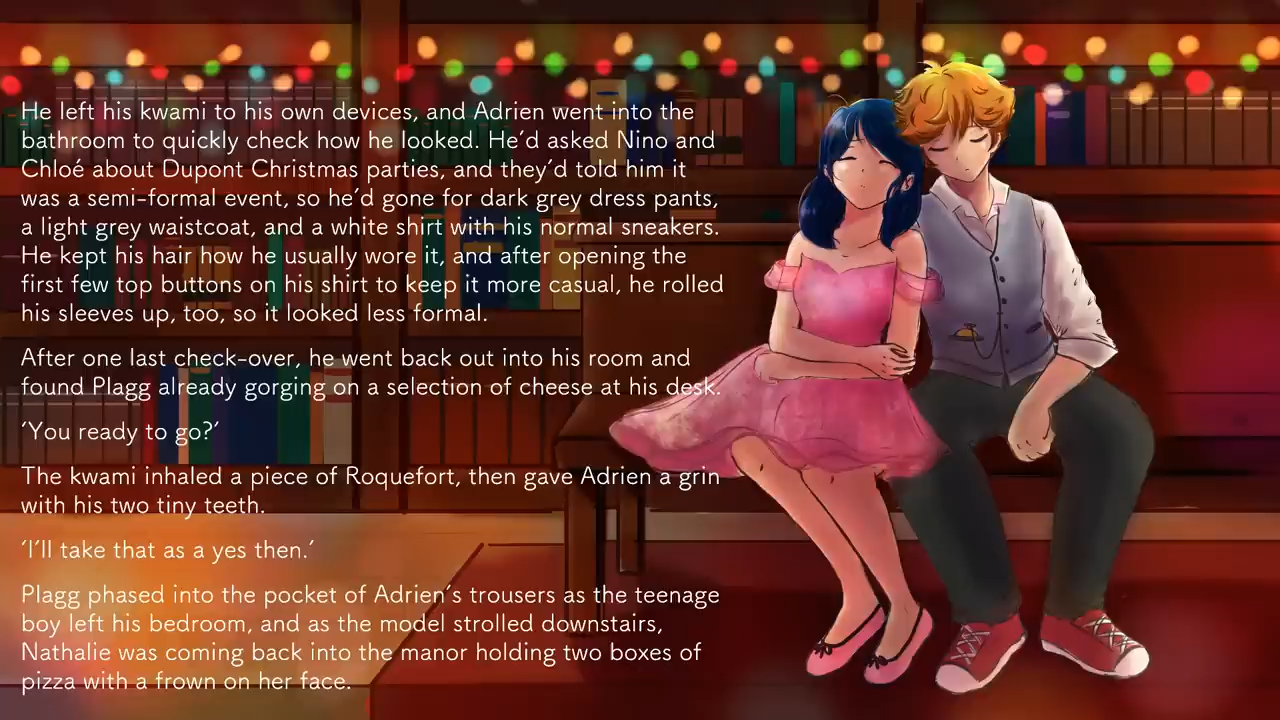 He left his kwami to his own devices, and Adrien went into the
bathroom to quickly check how he looked. He’d asked Nino and
Chloé about Dupont Christmas parties, and they’d told him it
was a semi-formal event, so he’d gone for dark grey dress pants,
a light grey waistcoat, and a white shirt with his normal sneakers.
He kept his hair how he usually wore it, and after opening the
first few top buttons on his shirt to keep it more casual, he rolled
his sleeves up, too, so it looked less formal.
After one last check-over, he went back out into his room and
found Plagg already gorging on a selection of cheese at his desk.
‘You ready to go?’
The kwami inhaled a piece of Roquefort, then gave Adrien a grin
with his two tiny teeth.
‘I’ll take that as a yes then.’
Plagg phased into the pocket of Adrien’s trousers as the teenage
boy left his bedroom, and as the model strolled downstairs,
Nathalie was coming back into the manor holding two boxes of
pizza with a frown on her face.